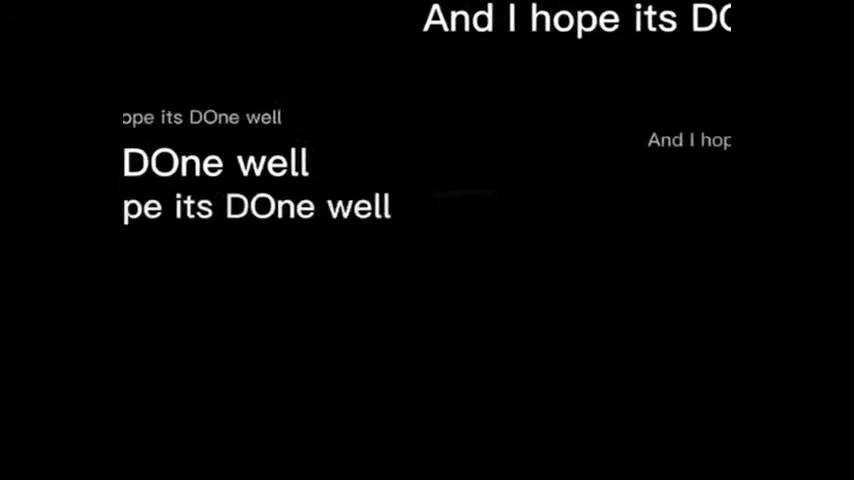 And I hope its DO
ope its DOne well
And I hop
DOne well
pe its DOne well